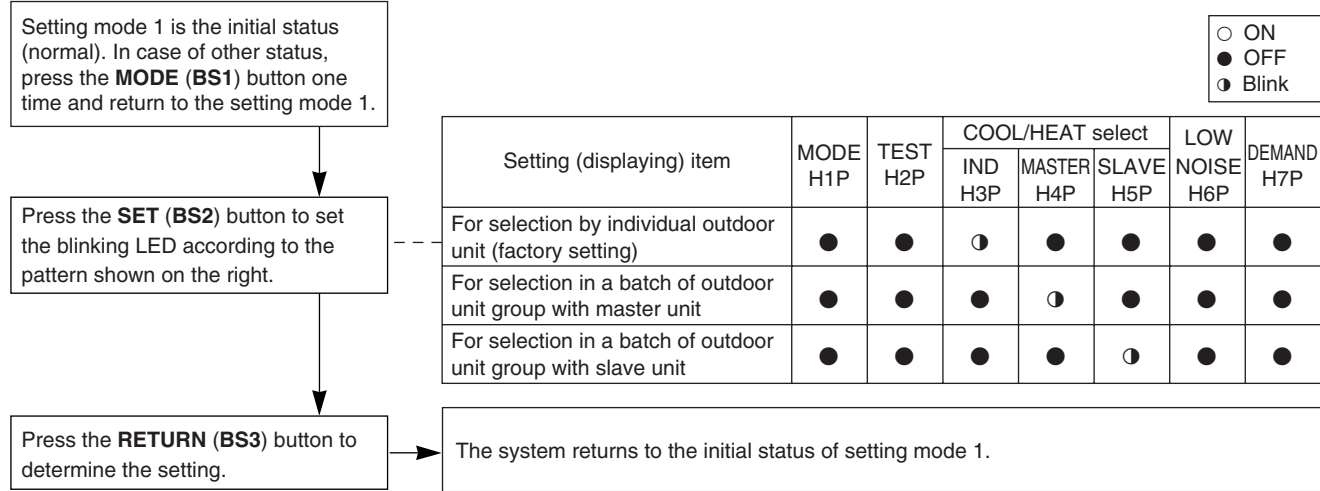 Setting mode 1 is the initial status
(normal). In case of other status,
press the MODE (BS1) button one
time and return to the setting mode 1.
○ ON
● OFF
◑ Blink
Setting (displaying) item
MODE
H1P
TEST
H2P
COOL/HEAT select
IND
H3P
MASTER
H4P
SLAVE
H5P
LOW
NOISE
H6P
DEMAND
H7P
Press the SET (BS2) button to set
the blinking LED according to the
pattern shown on the right.
For selection by individual outdoor
unit (factory setting)
● ● ◑ ● ● ● ●
For selection in a batch of outdoor
unit group with master unit
● ● ● ◑ ● ● ●
For selection in a batch of outdoor
unit group with slave unit
● ● ● ● ◑ ● ●
Press the RETURN (BS3) button to
determine the setting.
The system returns to the initial status of setting mode 1.